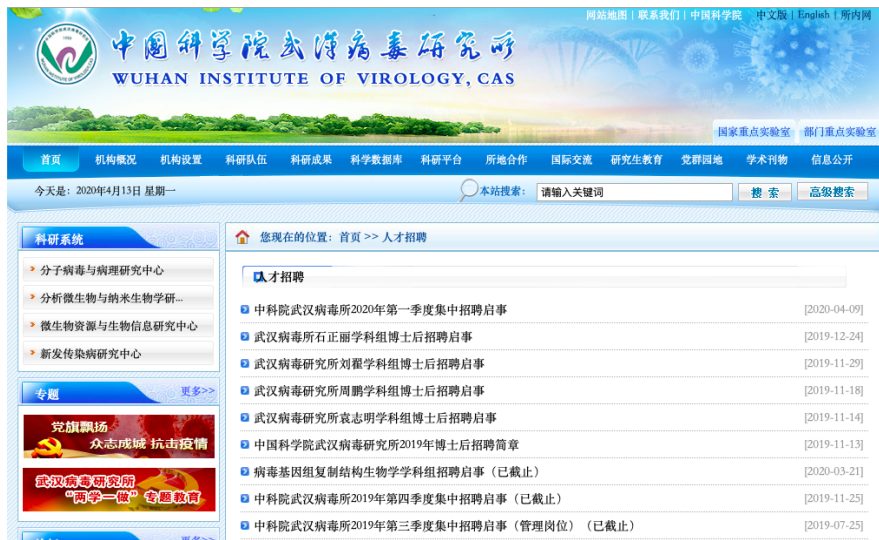 网站地图 | 联系我们 | 中国科学院 中文版 | English | 所内网
中国科学院武汉病毒研究所
WUHAN INSTITUTE OF VIROLOGY, CAS
国家重点实验室 部门重点实验室
首页 机构概况 机构设置 科研队伍 科研成果 科学数据库 科研平台 所地合作 国际交流 研究生教育 党群园地 学术刊物 信息公开
今天是：2020年4月13日 星期一 本站搜索： 请输入关键词 搜 索 高级搜索
科研系统
分子病毒与病理研究中心
分析微生物与纳米生物学研...
微生物资源与生物信息研究中心
新发传染病研究中心
专题 更多>>
党旗飘扬
众志成城 抗击疫情
武汉病毒研究所
“两学一做”专题教育
更多>>
您现在的位置：首页 >> 人才招聘
人才招聘
中科院武汉病毒所2020年第一季度集中招聘启事 [2020-04-09]
武汉病毒所石正丽学科组博士后招聘启事 [2019-12-24]
武汉病毒研究所刘翟学科组博士后招聘启事 [2019-11-29]
武汉病毒研究所周鹏学科组博士后招聘启事 [2019-11-18]
武汉病毒研究所袁志明学科组博士后招聘启事 [2019-11-14]
中国科学院武汉病毒研究所2019年博士后招聘简章 [2019-11-13]
病毒基因组复制结构生物学学科组招聘启事（已截止） [2020-03-21]
中科院武汉病毒所2019年第四季度集中招聘启事（已截止） [2019-11-25]
中科院武汉病毒所2019年第三季度集中招聘启事（管理岗位）（已截止） [2019-07-25]